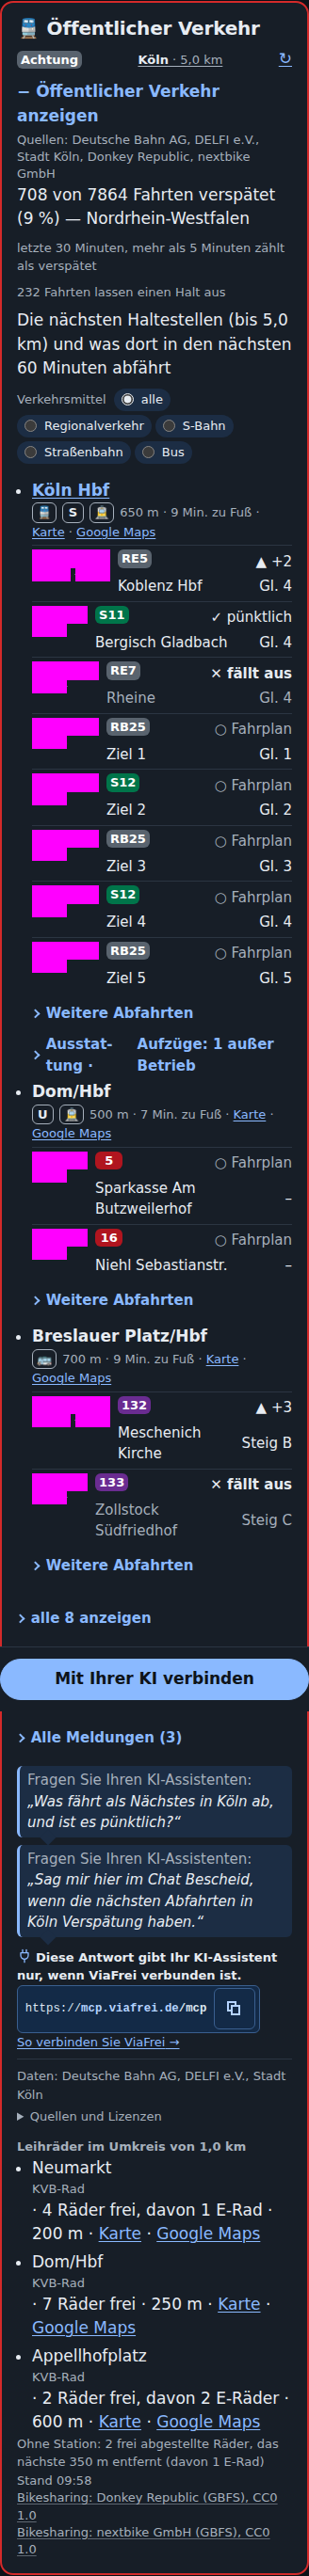 Öffentlicher Verkehr
Achtung
Köln · 5,0 km
↻
− Öffentlicher Verkehr
anzeigen
Quellen: Deutsche Bahn AG, DELFI e.V.,
Stadt Köln, Donkey Republic, nextbike
GmbH
708 von 7864 Fahrten verspätet
(9 %) — Nordrhein-Westfalen
letzte 30 Minuten, mehr als 5 Minuten zählt
als verspätet
232 Fahrten lassen einen Halt aus
Die nächsten Haltestellen (bis 5,0
km) und was dort in den nächsten
60 Minuten abfährt
Verkehrsmittel alle
Regionalverkehr S-Bahn
Straßenbahn Bus
Köln Hbf
S 650 m · 9 Min. zu Fuß ·
Karte · Google Maps
RE5 ▲ +2
Koblenz Hbf Gl. 4
S11 ✓ pünktlich
Bergisch Gladbach Gl. 4
RE7 ✕ fällt aus
Rheine Gl. 4
RB25 ○ Fahrplan
Ziel 1 Gl. 1
S12 ○ Fahrplan
Ziel 2 Gl. 2
RB25 ○ Fahrplan
Ziel 3 Gl. 3
S12 ○ Fahrplan
Ziel 4 Gl. 4
RB25 ○ Fahrplan
Ziel 5 Gl. 5
Weitere Abfahrten
Ausstat- Aufzüge: 1 außer
tung · Betrieb
Dom/Hbf
U 500 m · 7 Min. zu Fuß · Karte ·
Google Maps
5 ○ Fahrplan
Sparkasse Am
Butzweilerhof –
16 ○ Fahrplan
Niehl Sebastianstr. –
Weitere Abfahrten
Breslauer Platz/Hbf
700 m · 9 Min. zu Fuß · Karte ·
Google Maps
132 ▲ +3
Meschenich
Kirche Steig B
133 ✕ fällt aus
Zollstock
Südfriedhof Steig C
Weitere Abfahrten
alle 8 anzeigen
Mit Ihrer KI verbinden
Alle Meldungen (3)
Fragen Sie Ihren KI-Assistenten:
„Was fährt als Nächstes in Köln ab,
und ist es pünktlich?“
Fragen Sie Ihren KI-Assistenten:
„Sag mir hier im Chat Bescheid,
wenn die nächsten Abfahrten in
Köln Verspätung haben.“
Diese Antwort gibt Ihr KI-Assistent
nur, wenn ViaFrei verbunden ist.
https://mcp.viafrei.de/mcp
So verbinden Sie ViaFrei →
Daten: Deutsche Bahn AG, DELFI e.V., Stadt
Köln
Quellen und Lizenzen
Leihräder im Umkreis von 1,0 km
Neumarkt
KVB-Rad
· 4 Räder frei, davon 1 E-Rad ·
200 m · Karte · Google Maps
Dom/Hbf
KVB-Rad
· 7 Räder frei · 250 m · Karte ·
Google Maps
Appellhofplatz
KVB-Rad
· 2 Räder frei, davon 2 E-Räder ·
600 m · Karte · Google Maps
Ohne Station: 2 frei abgestellte Räder, das
nächste 350 m entfernt (davon 1 E-Rad)
Stand 09:58
Bikesharing: Donkey Republic (GBFS), CC0
1.0
Bikesharing: nextbike GmbH (GBFS), CC0
1.0